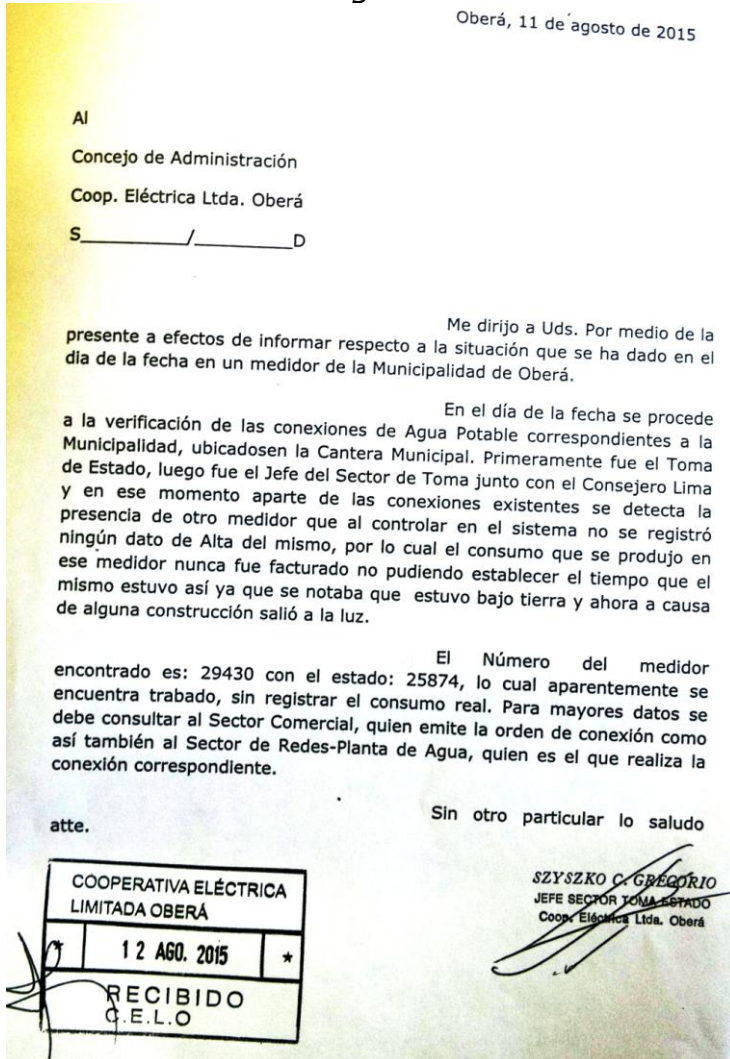 Oberá, 11 de agosto de 2015
Al
Concejo de Administración
Coop. Eléctrica Ltda. Oberá
S__________/__________D
Me dirijo a Uds. Por medio de la
presente a efectos de informar respecto a la situación que se ha dado en el
dia de la fecha en un medidor de la Municipalidad de Oberá.
En el día de la fecha se procede
a la verificación de las conexiones de Agua Potable correspondientes a la
Municipalidad, ubicadosen la Cantera Municipal. Primeramente fue el Toma
de Estado, luego fue el Jefe del Sector de Toma junto con el Consejero Lima
y en ese momento aparte de las conexiones existentes se detecta la
presencia de otro medidor que al controlar en el sistema no se registró
ningún dato de Alta del mismo, por lo cual el consumo que se produjo en
ese medidor nunca fue facturado no pudiendo establecer el tiempo que el
mismo estuvo así ya que se notaba que estuvo bajo tierra y ahora a causa
de alguna construcción salió a la luz.
El Número del medidor
encontrado es: 29430 con el estado: 25874, lo cual aparentemente se
encuentra trabado, sin registrar el consumo real. Para mayores datos se
debe consultar al Sector Comercial, quien emite la orden de conexión como
así también al Sector de Redes-Planta de Agua, quien es el que realiza la
conexión correspondiente.
Sin otro particular lo saludo
atte.
COOPERATIVA ELÉCTRICA
LIMITADA OBERÁ
* 12 AGO. 2015 *
RECIBIDO
C.E.L.O
SZYSZKO C. GREGORIO
JEFE SECTOR TOMA ESTADO
Coop. Eléctrica Ltda. Oberá